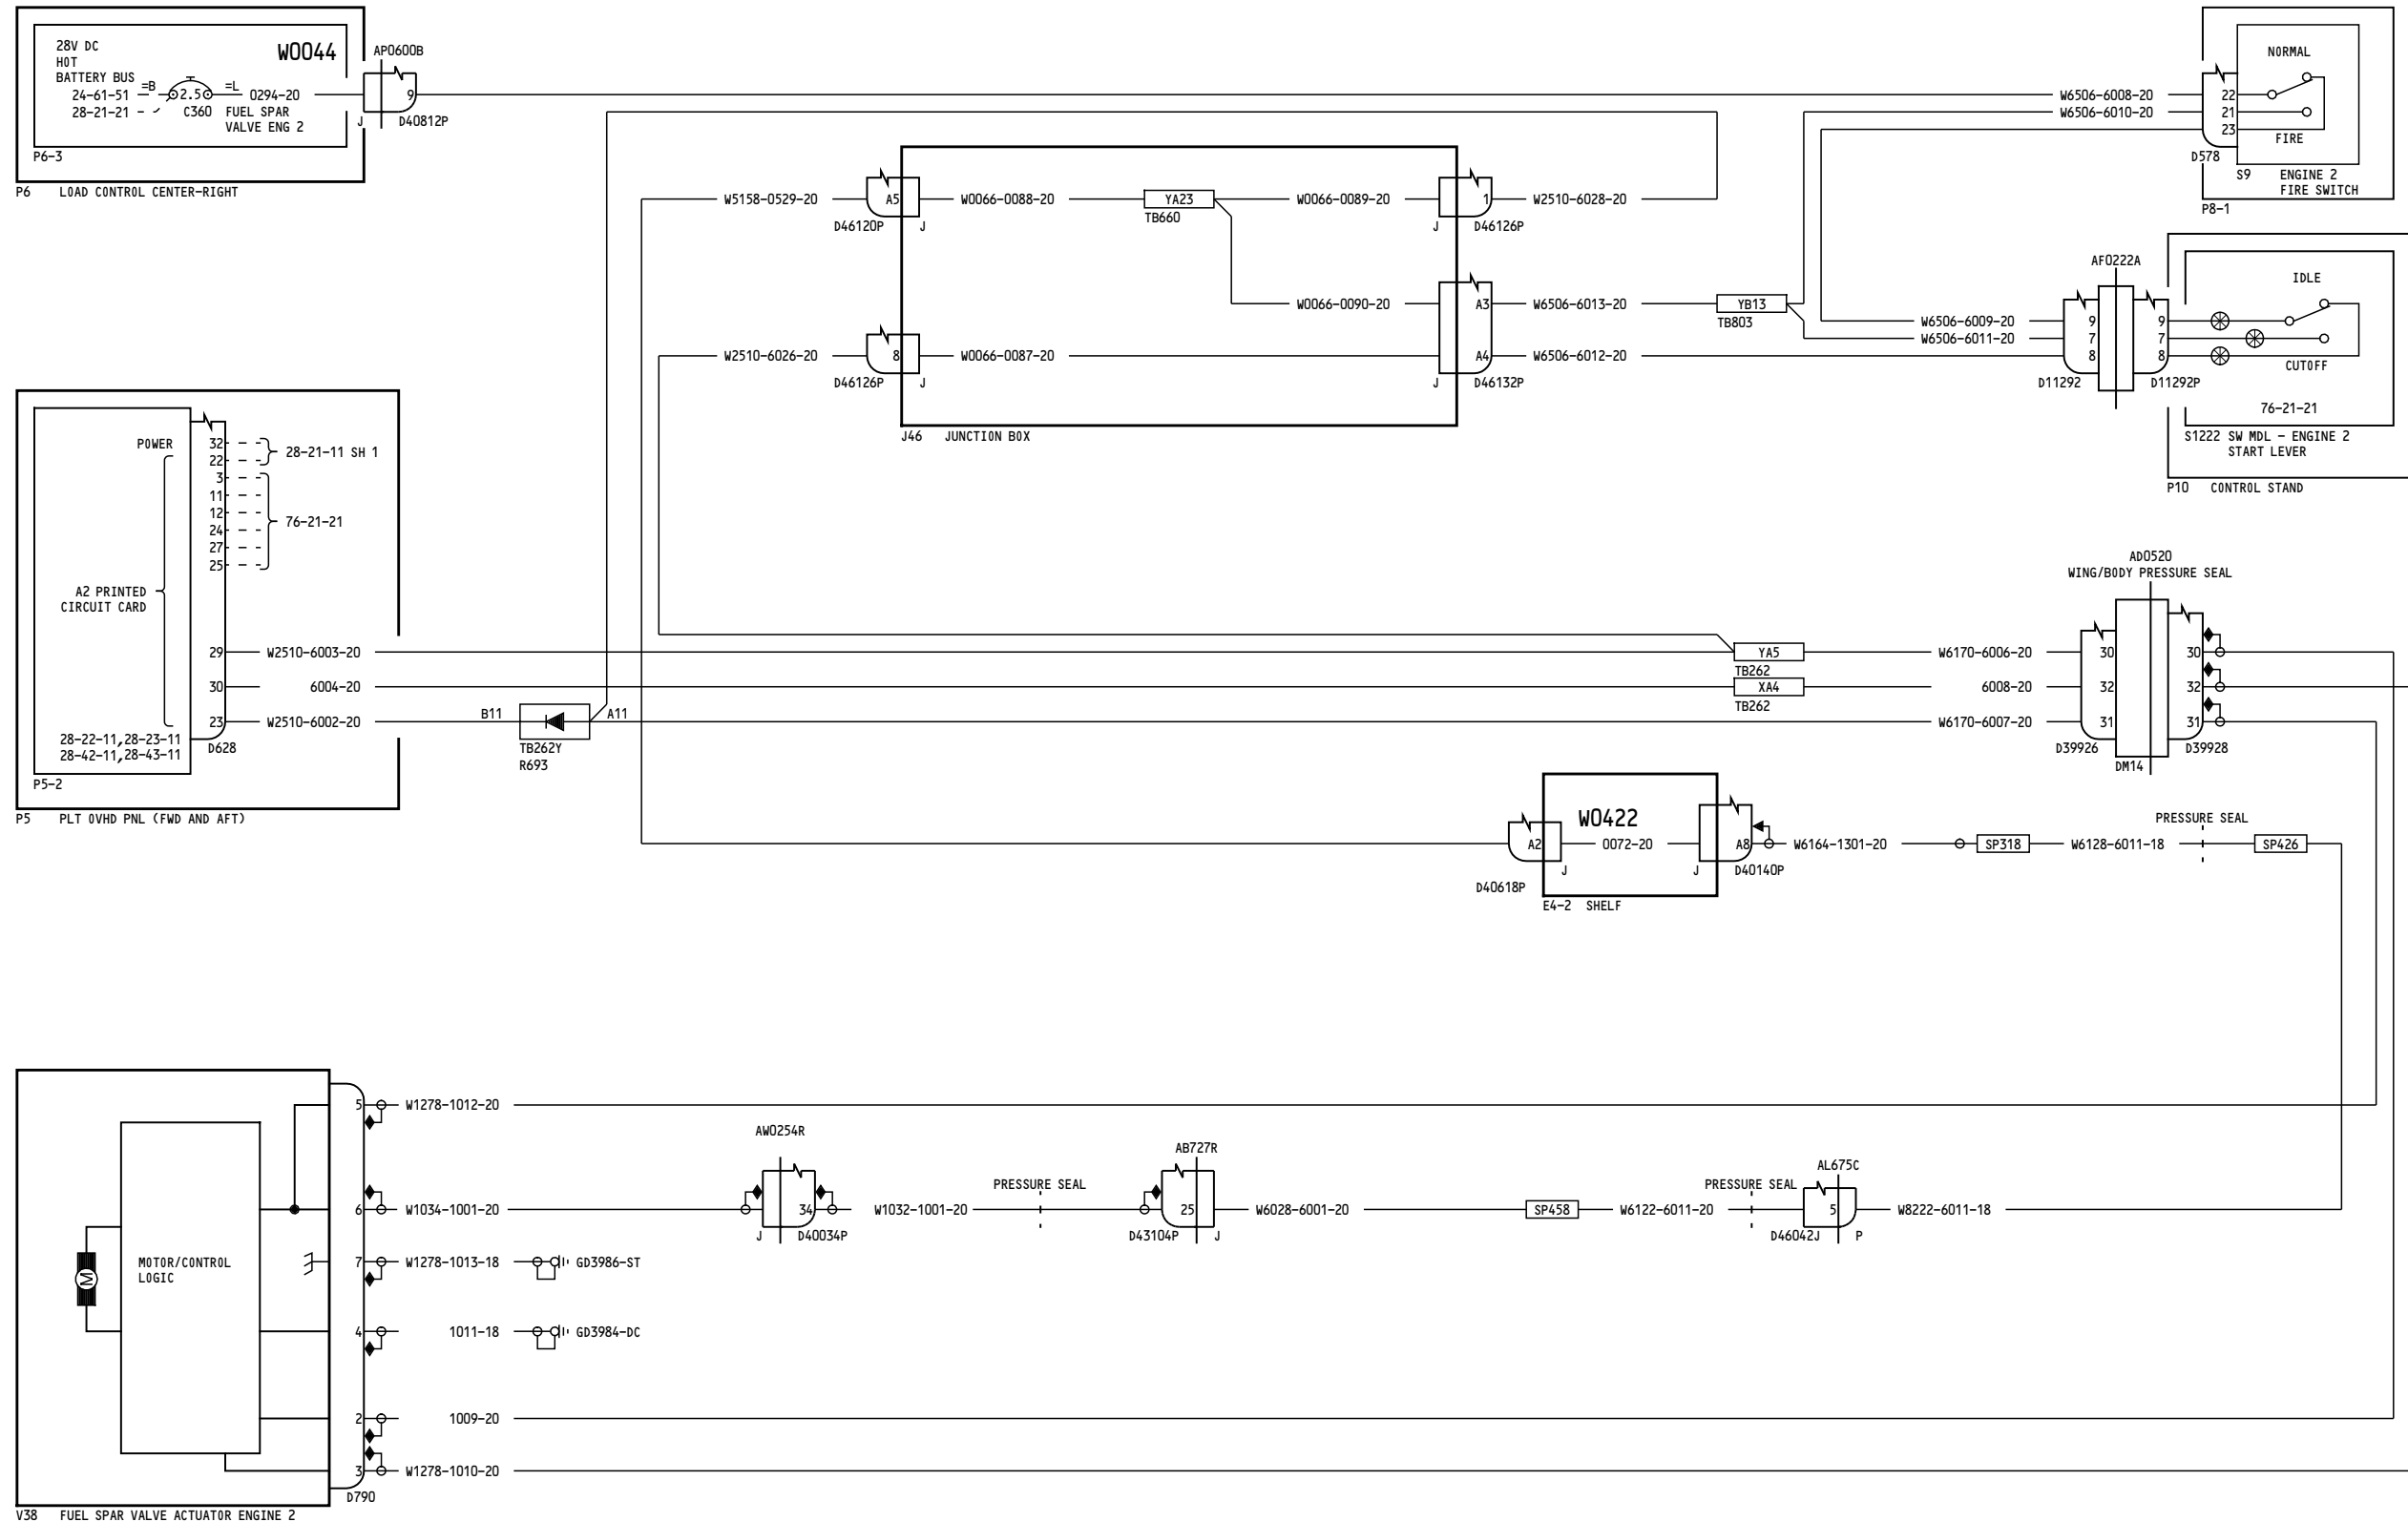 28V DC
HOT
BATTERY BUS
24-61-51
28-21-21
=B
2.5
=L
C360
0294-20
FUEL SPAR
VALVE ENG 2
W0044
P6-3
P6 LOAD CONTROL CENTER-RIGHT
AP0600B
9
J
D40812P
W6506-6008-20
W6506-6010-20
22
21
23
D578
NORMAL
FIRE
S9 ENGINE 2
FIRE SWITCH
P8-1
W5158-0529-20
A5
D46120P
J
W0066-0088-20
YA23
TB660
W0066-0089-20
1
J
D46126P
W2510-6028-20
W0066-0090-20
A3
W6506-6013-20
YB13
TB803
W2510-6026-20
8
D46126P
J
W0066-0087-20
A4
J
D46132P
W6506-6012-20
J46 JUNCTION BOX
W6506-6009-20
W6506-6011-20
AF0222A
9
7
8
D11292
9
7
8
D11292P
IDLE
CUTOFF
76-21-21
S1222 SW MDL - ENGINE 2
START LEVER
P10 CONTROL STAND
POWER
32
22
28-21-11 SH 1
3
11
12
24
27
25
76-21-21
A2 PRINTED
CIRCUIT CARD
29
W2510-6003-20
30
6004-20
23
W2510-6002-20
28-22-11,28-23-11
28-42-11,28-43-11
D628
P5-2
P5 PLT OVHD PNL (FWD AND AFT)
B11
A11
TB262Y
R693
YA5
TB262
XA4
TB262
W6170-6006-20
6008-20
W6170-6007-20
AD0520
WING/BODY PRESSURE SEAL
30
32
31
D39926
DM14
30
32
31
D39928
A2
D40618P
J
W0422
0072-20
A8
J
D40140P
E4-2 SHELF
W6164-1301-20
SP318
W6128-6011-18
PRESSURE SEAL
SP426
5
W1278-1012-20
6
W1034-1001-20
AW0254R
34
J
D40034P
W1032-1001-20
PRESSURE SEAL
AB727R
25
D43104P
J
W6028-6001-20
SP458
W6122-6011-20
PRESSURE SEAL
AL675C
5
D46042J
P
W8222-6011-18
M
MOTOR/CONTROL
LOGIC
7
W1278-1013-18
GD3986-ST
4
1011-18
GD3984-DC
2
1009-20
3
W1278-1010-20
D790
V38 FUEL SPAR VALVE ACTUATOR ENGINE 2